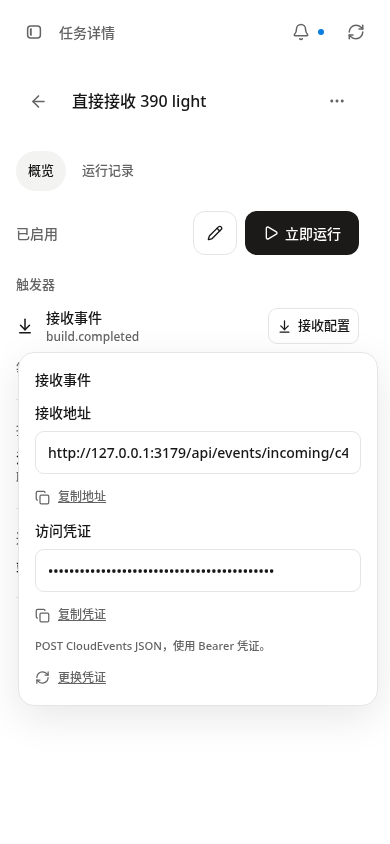 任务详情
直接接收 390 light
概览
运行记录
已启用
立即运行
触发器
接收事件
build.completed
接收配置
接收事件
接收地址
http://127.0.0.1:3179/api/events/incoming/c4
复制地址
访问凭证
••••••••••••••••••••••••••••••••••••••••••••
复制凭证
POST CloudEvents JSON，使用 Bearer 凭证。
更换凭证